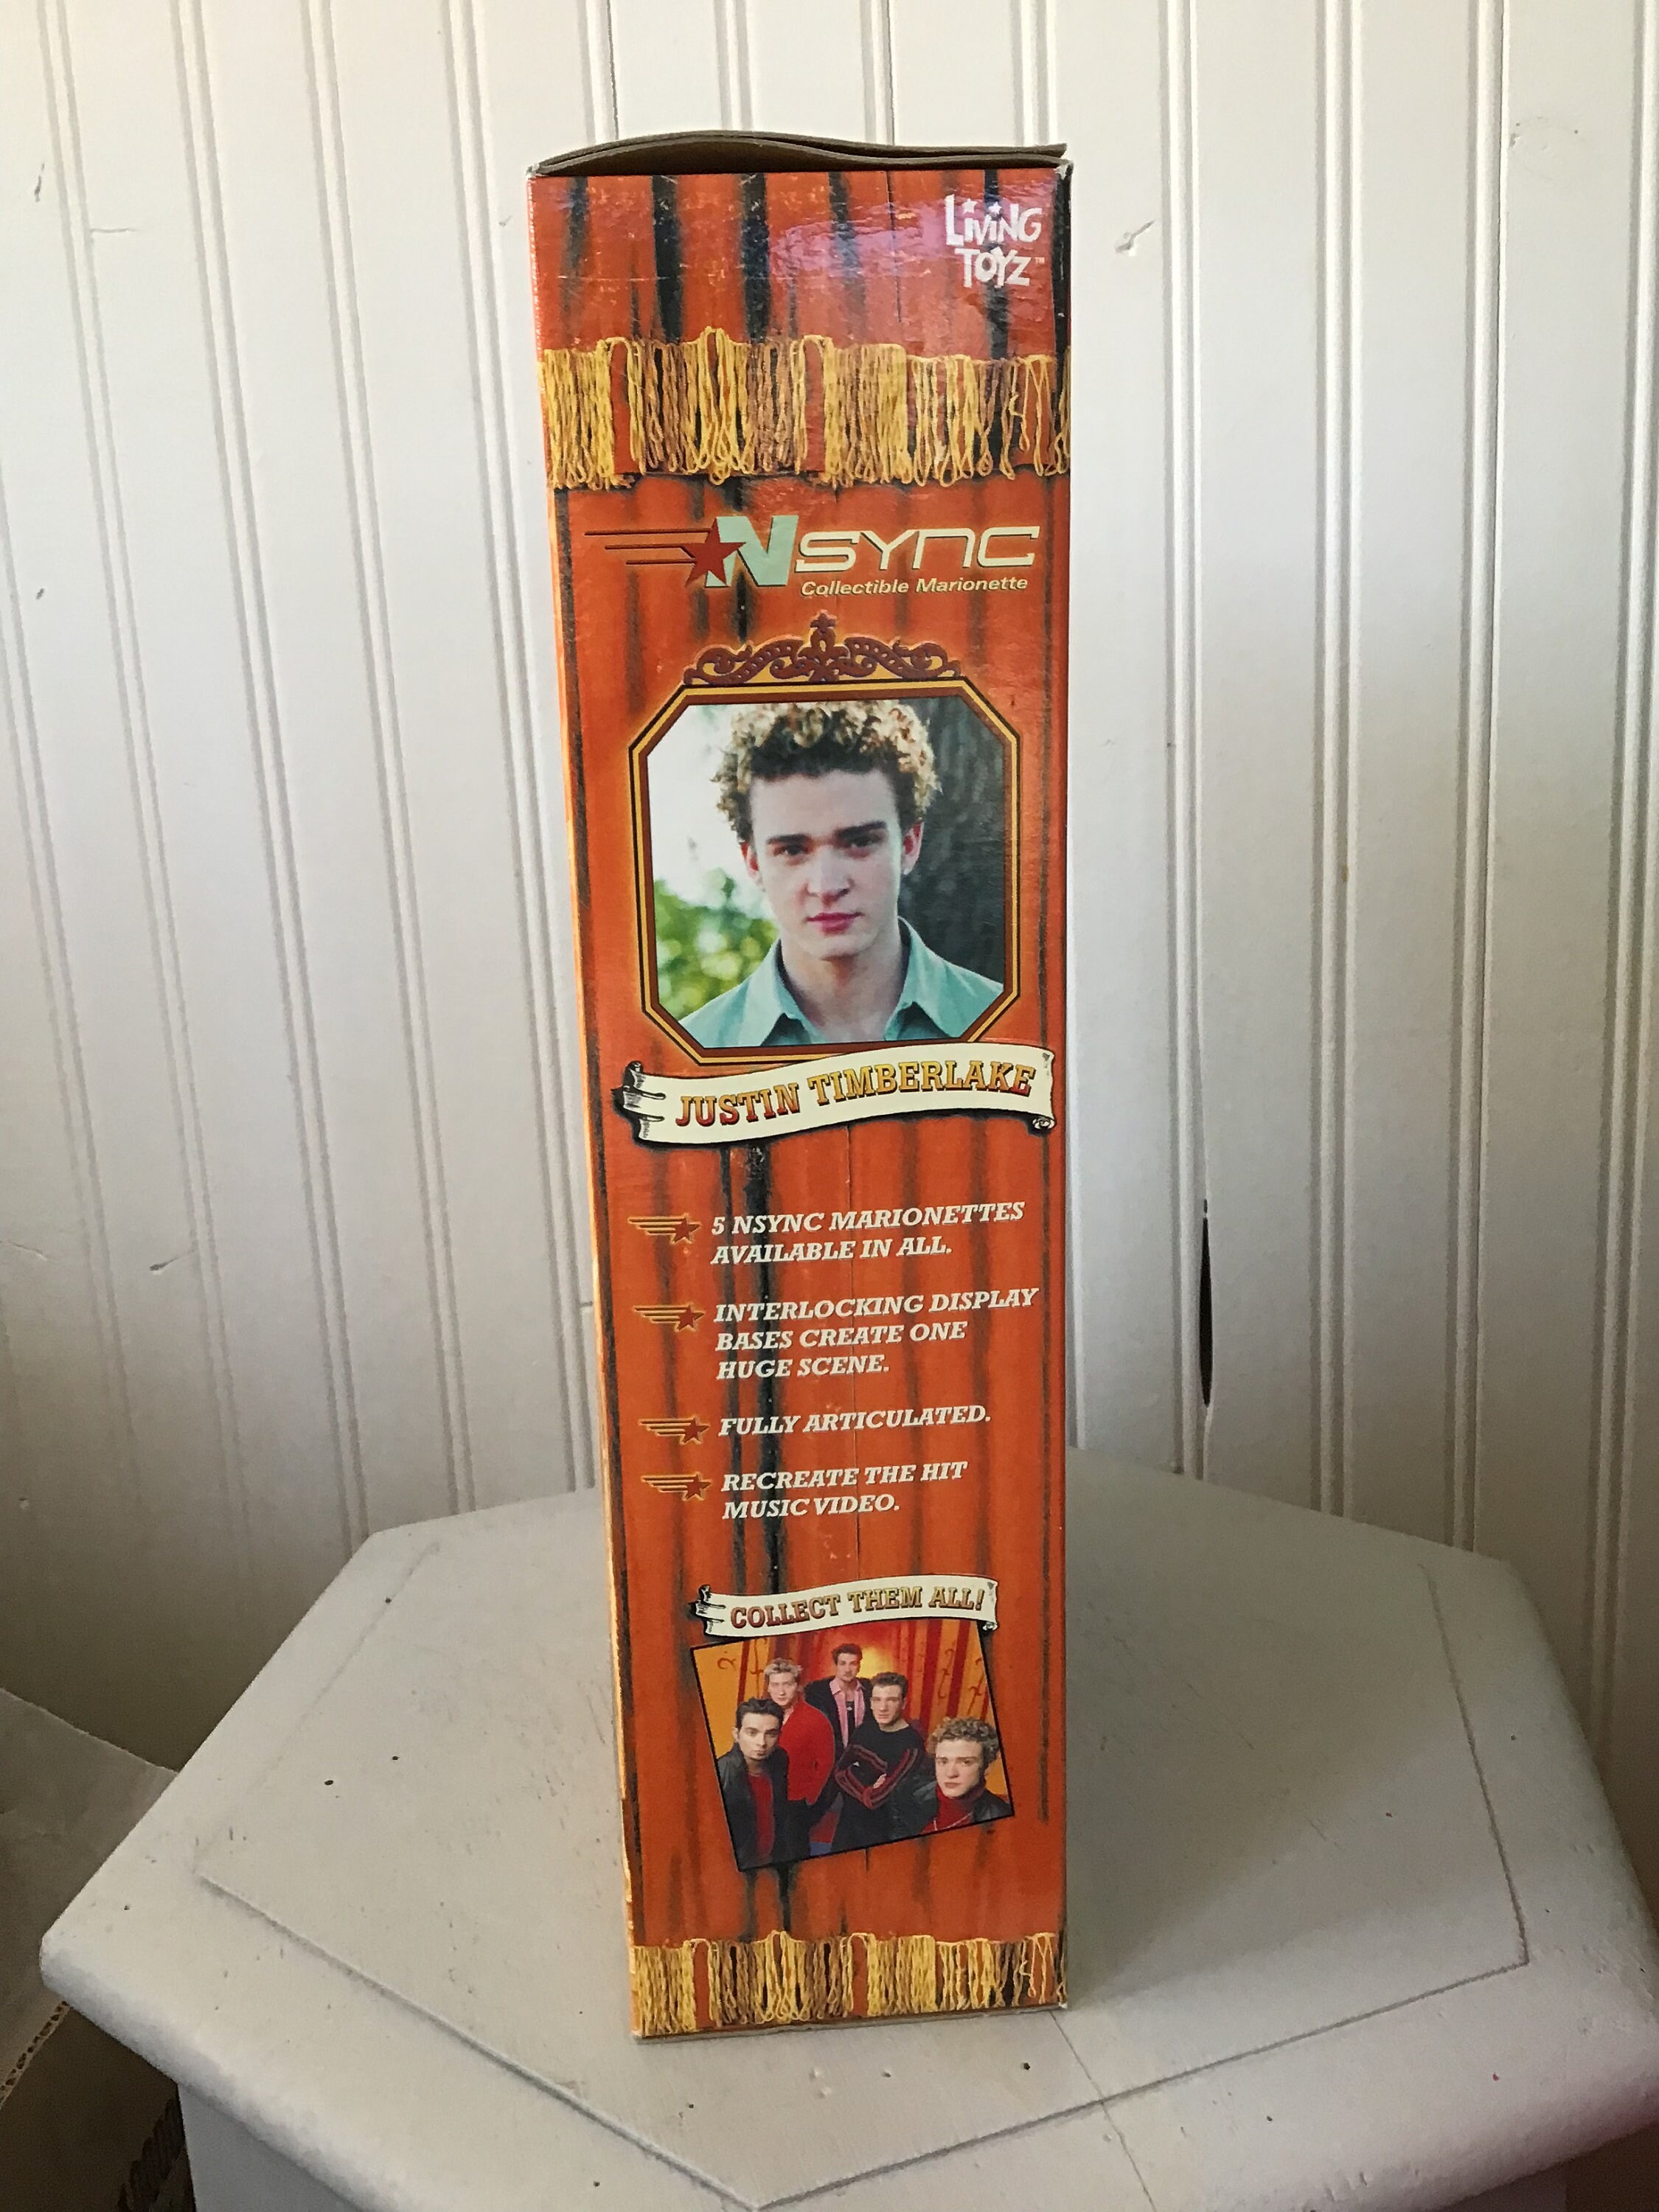 LiViNG
TOYZ™
NSYNC
Collectible Marionette
JUSTIN TIMBERLAKE
5 NSYNC MARIONETTES
AVAILABLE IN ALL.
INTERLOCKING DISPLAY
BASES CREATE ONE
HUGE SCENE.
FULLY ARTICULATED.
RECREATE THE HIT
MUSIC VIDEO.
COLLECT THEM ALL!